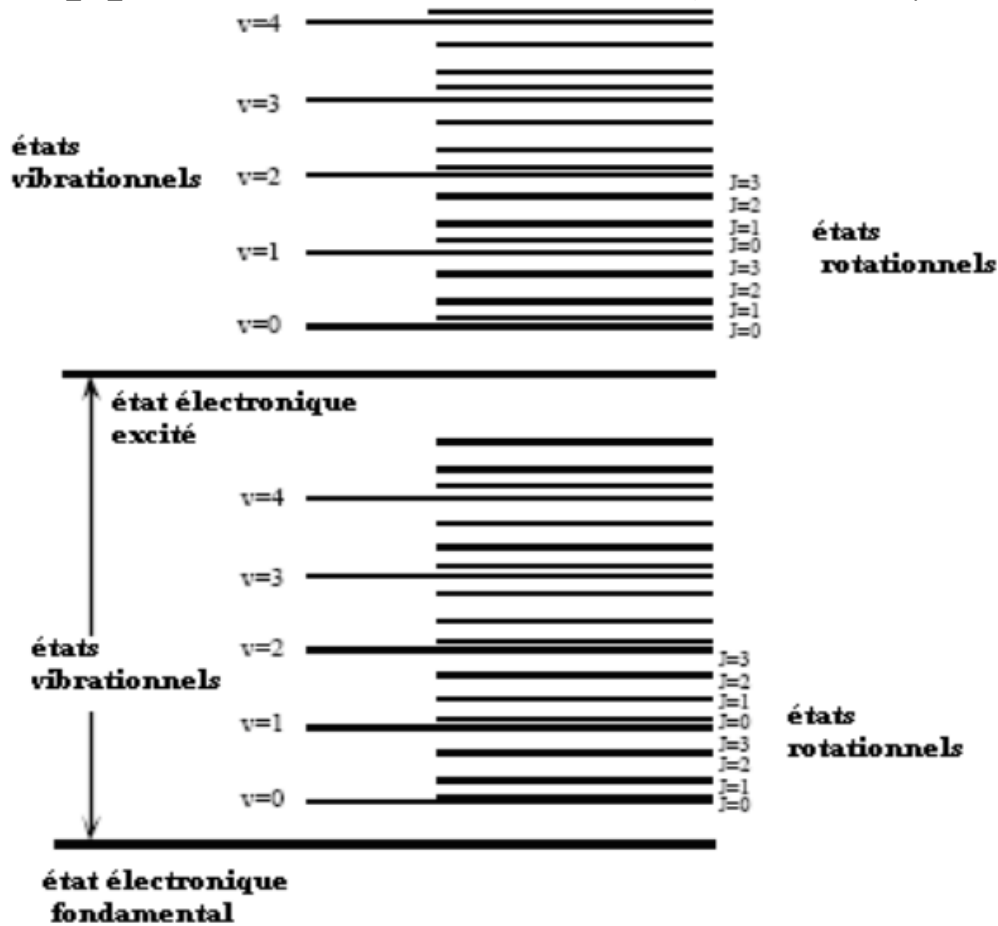 v=4
v=3
états
vibrationnels
v=2
J=3
J=2
J=1
J=0
états
rotationnels
v=1
J=3
J=2
J=1
J=0
v=0
état électronique
excité
v=4
v=3
états
vibrationnels
v=2
J=3
J=2
J=1
J=0
états
rotationnels
v=1
J=3
J=2
J=1
J=0
v=0
état électronique
fondamental